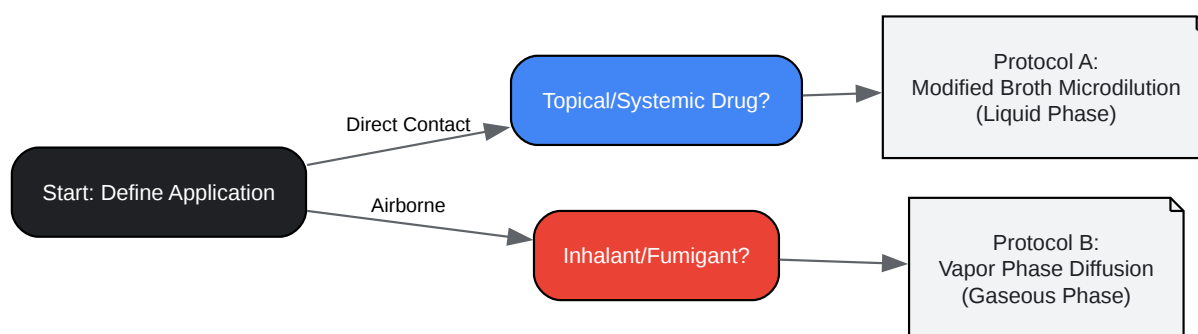 Start: Define Application
Direct Contact
Airborne
Topical/Systemic Drug?
Inhalant/Fumigant?
Protocol A:
Modified Broth Microdilution
(Liquid Phase)
Protocol B:
Vapor Phase Diffusion
(Gaseous Phase)